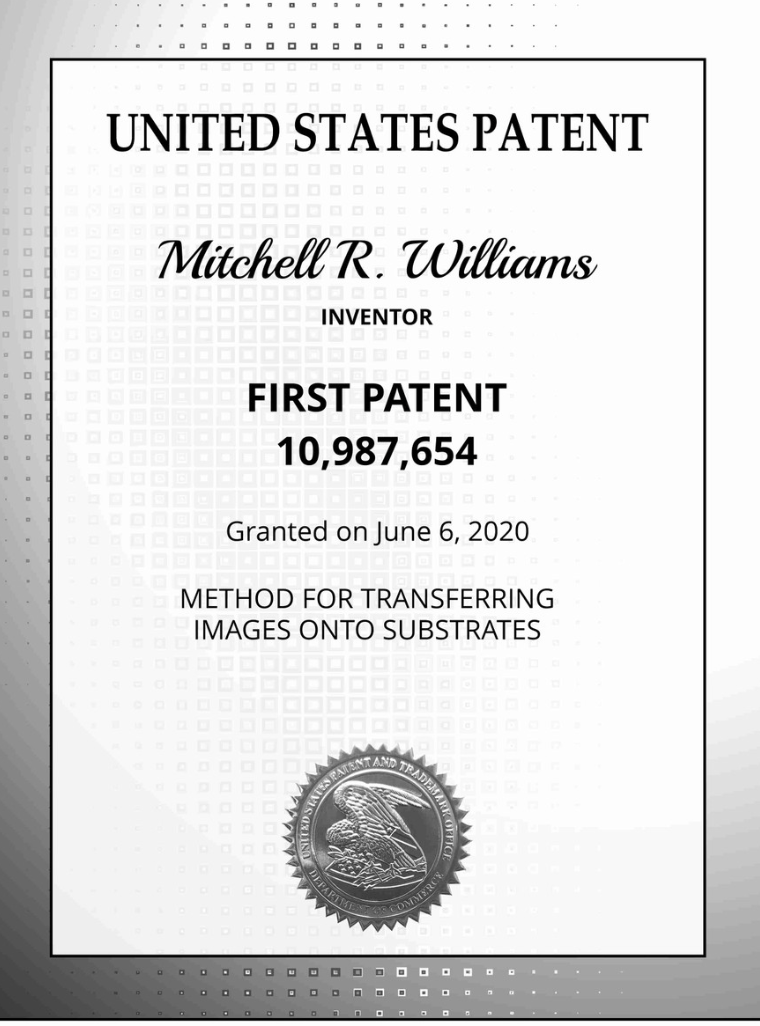 UNITED STATES PATENT
Mitchell R. Williams
INVENTOR
FIRST PATENT
10,987,654
Granted on June 6, 2020
METHOD FOR TRANSFERRING
IMAGES ONTO SUBSTRATES
UNITED STATES PATENT AND TRADEMARK OFFICE
DEPARTMENT OF COMMERCE